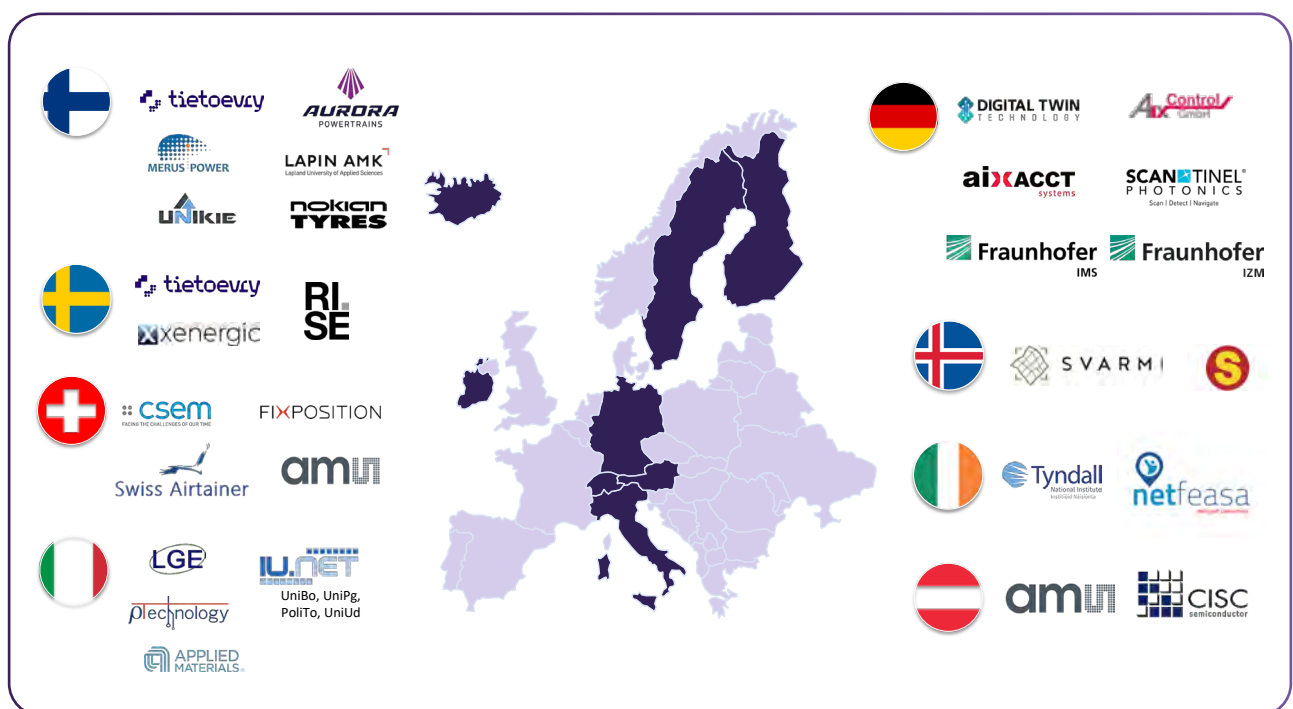 tietoevry
AURORA
POWERTRAINS
MERUS POWER
LAPIN AMK
Lapland University of Applied Sciences
UNIKIE
nokian
TYRES
tietoevry
xenergic
RI.
SE
csem
FACING THE CHALLENGES OF OUR TIME
FIXPOSITION
Swiss Airtainer
amu
LGE
IU.NET
UniBo, UniPg,
PoliTo, UniUd
ρTechnology
APPLIED
MATERIALS
DIGITAL TWIN
TECHNOLOGY
AixControl
GmbH
aixACCT
systems
SCANTINEL
PHOTONICS
Scan | Detect | Navigate
Fraunhofer
IMS
Fraunhofer
IZM
SVARMI
S
Tyndall
National Institute
netfeasa
amu
CISC
semiconductor